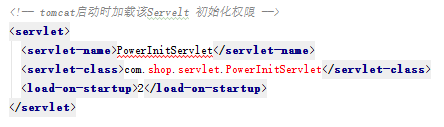 <!-- tomcat启动时加载该Servelt 初始化权限 -->
<servlet>
<servlet-name>PowerInitServlet</servlet-name>
<servlet-class>com.shop.servlet.PowerInitServlet</servlet-class>
<load-on-startup>2</load-on-startup>
</servlet>